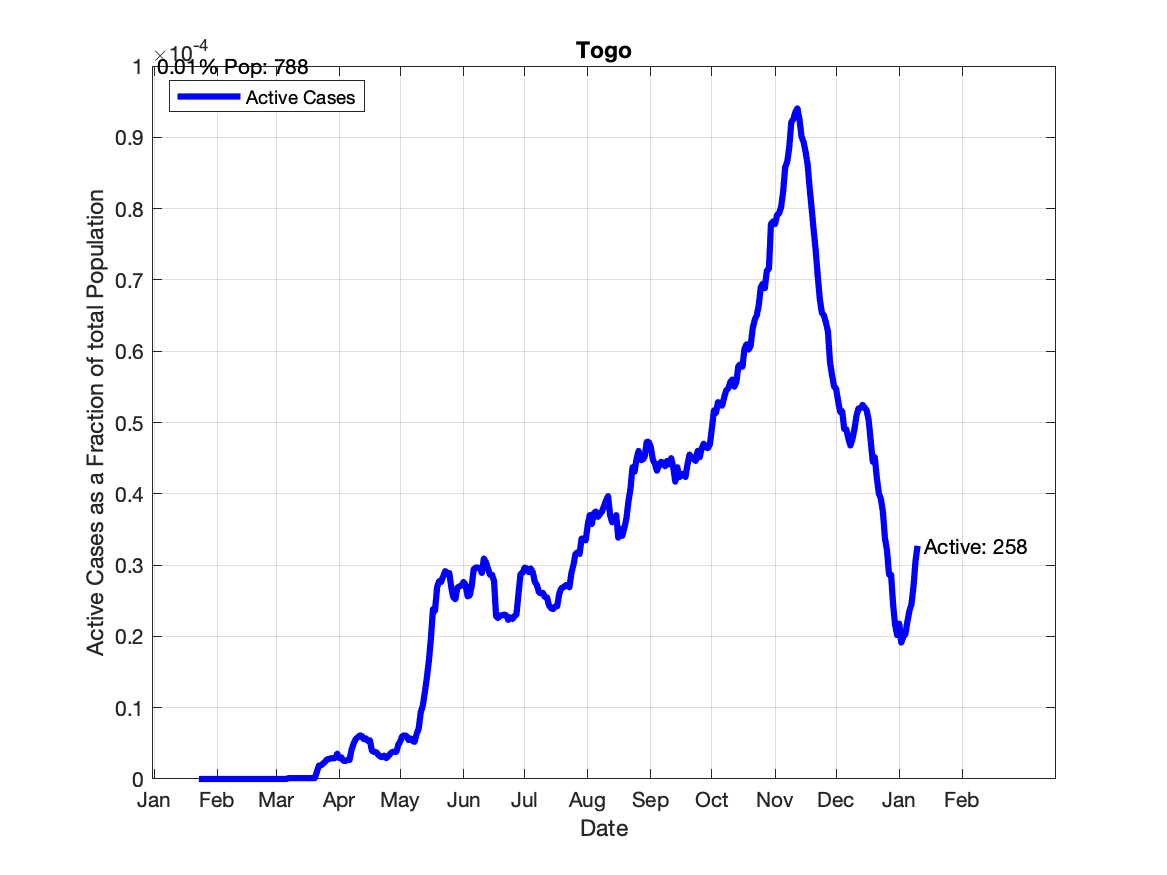 Togo
×10-4
0.01% Pop: 788
Active Cases
1
0.9
0.8
0.7
0.6
0.5
0.4
0.3
0.2
0.1
0
Active Cases as a Fraction of total Population
Active: 258
Jan Feb Mar Apr May Jun Jul Aug Sep Oct Nov Dec Jan Feb
Date